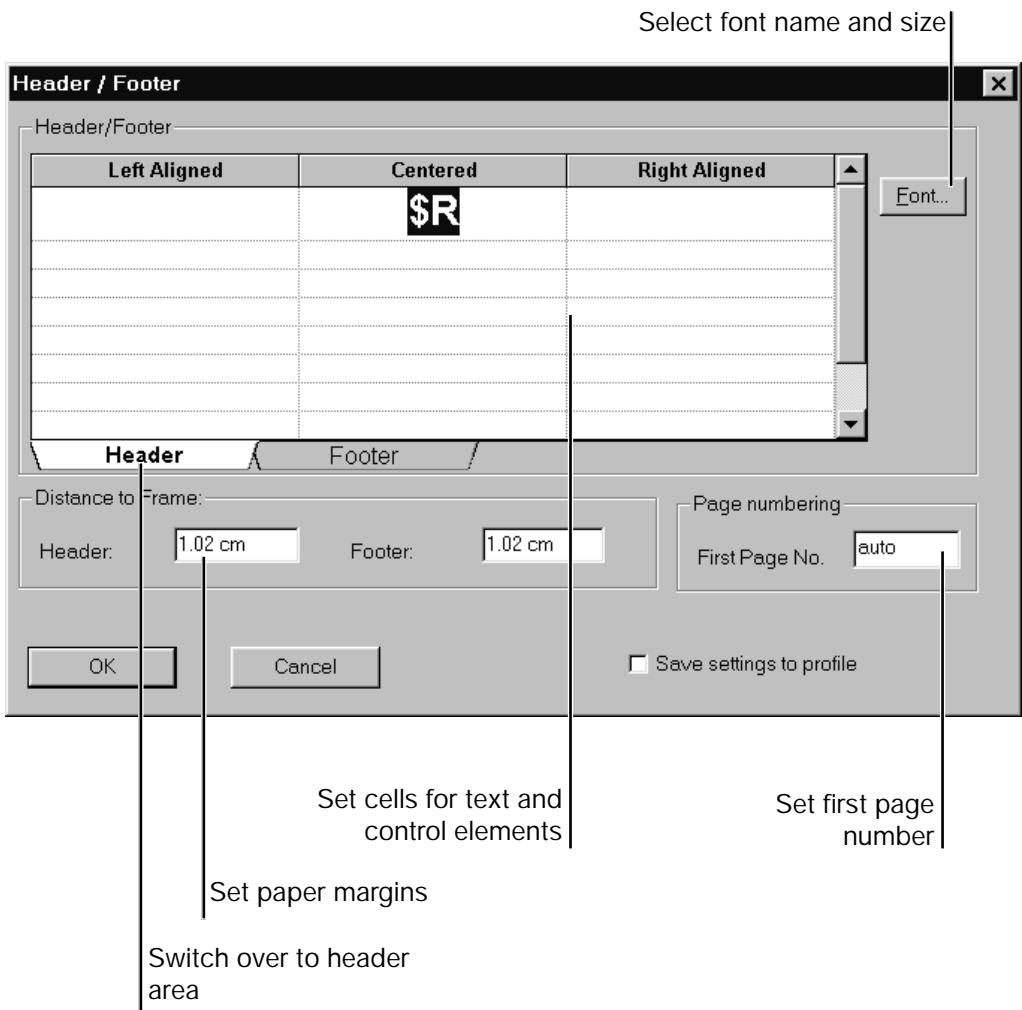 Select font name and size
Header / Footer
Header/Footer
Left Aligned Centered Right Aligned
$R
Font...
Header Footer
Distance to Frame:
Header: 1.02 cm Footer: 1.02 cm
Page numbering
First Page No. auto
OK Cancel Save settings to profile
Set cells for text and
control elements
Set first page
number
Set paper margins
Switch over to header
area